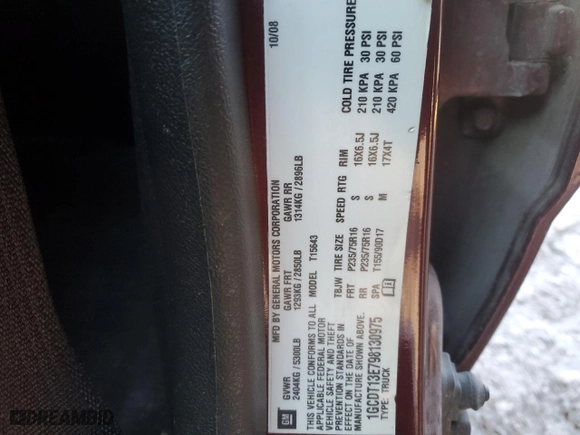 MFD BY GENERAL MOTORS CORPORATION 10/08
GVWR GAWR FRT GAWR RR
2404KG / 5300LB 1293KG / 2850LB 1314KG / 2896LB
THIS VEHICLE CONFORMS TO ALL MODEL T15643
APPLICABLE FEDERAL MOTOR
VEHICLE SAFETY AND THEFT
PREVENTION STANDARDS IN
EFFECT ON THE DATE OF
MANUFACTURE SHOWN ABOVE.
1GCDT13E798130975
TYPE: TRUCK
GM
TBJW TIRE SIZE SPEED RTG RIM COLD TIRE PRESSURE
FRT P235/75R16 S 16X6.5J 210 KPA 30 PSI
RR P235/75R16 S 16X6.5J 210 KPA 30 PSI
SPA T155/90D17 M 17X4T 420 KPA 60 PSI
DREAMBID